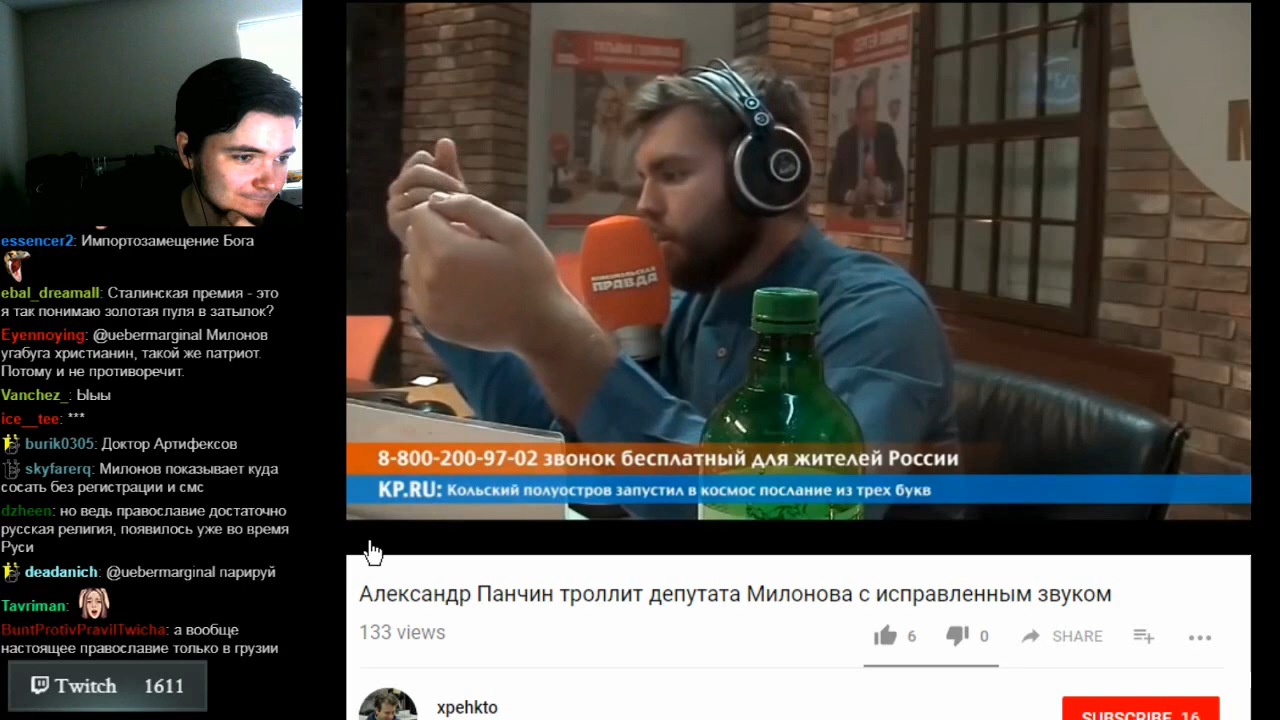 essencer2: Импортозамещение Бога
ebal_dreamall: Сталинская премия - это
я так понимаю золотая пуля в затылок?
Eyennoying: @uebermarginal Милонов
угабуга христианин, такой же патриот.
Потому и не противоречит.
Vanchez_: Ыыы
ice__tee: ***
burik0305: Доктор Артифексов
skyfarerq: Милонов показывает куда
сосать без регистрации и смс
dzheen: но ведь православие достаточно
русская религия, появилось уже во время
Руси
deadanich: @uebermarginal парируй
Tavriman:
BuntProtivPravilTwicha: а вообще
настоящее православие только в грузии
Twitch 1611
КОМСОМОЛЬСКАЯ
ПРАВДА
8-800-200-97-02 звонок бесплатный для жителей России
KP.RU: Кольский полуостров запустил в космос послание из трех букв
Александр Панчин троллит депутата Милонова с исправленным звуком
133 views
6 0 SHARE
xpehkto
SUBSCRIBE 16